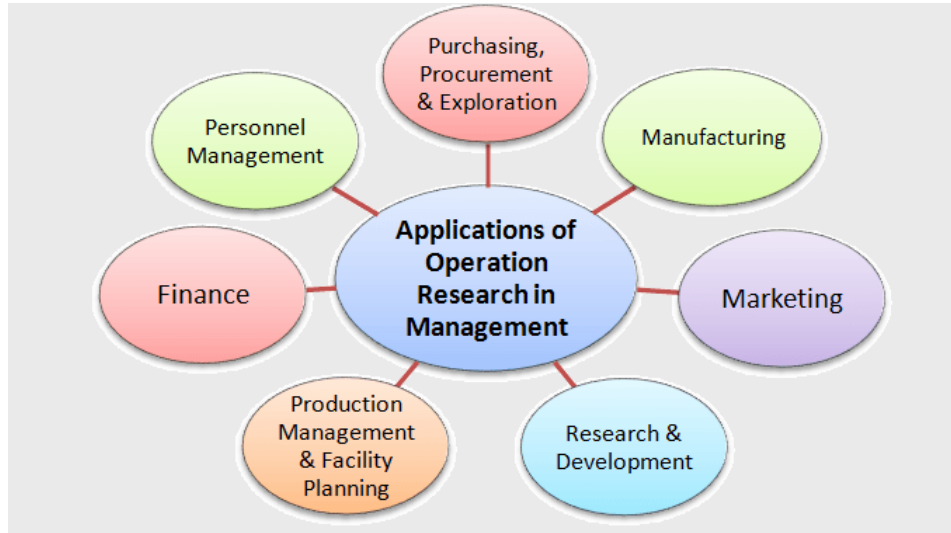 Purchasing,
Procurement
& Exploration
Manufacturing
Marketing
Research &
Development
Production
Management
& Facility
Planning
Finance
Personnel
Management
Applications of
Operation
Research in
Management